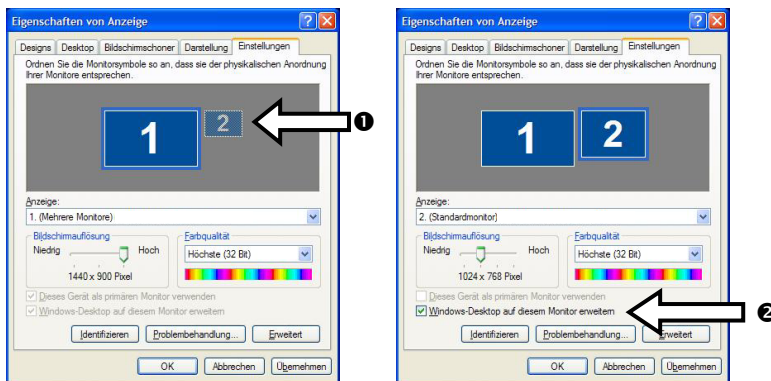 Eigenschaften von Anzeige
Designs Desktop Bildschirmschoner Darstellung Einstellungen
Ordnen Sie die Monitorsymbole so an, dass sie der physikalischen Anordnung
Ihrer Monitore entsprechen.
1 2
❶
Anzeige:
1. (Mehrere Monitore)
Bildschirmauflösung
Niedrig Hoch
1440 x 900 Pixel
Farbqualität
Höchste (32 Bit)
Dieses Gerät als primären Monitor verwenden
Windows-Desktop auf diesem Monitor erweitern
Identifizieren Problembehandlung... Erweitert
OK Abbrechen Übernehmen
Eigenschaften von Anzeige
Designs Desktop Bildschirmschoner Darstellung Einstellungen
Ordnen Sie die Monitorsymbole so an, dass sie der physikalischen Anordnung
Ihrer Monitore entsprechen.
1 2
Anzeige:
2. (Standardmonitor)
Bildschirmauflösung
Niedrig Hoch
1024 x 768 Pixel
Farbqualität
Höchste (32 Bit)
Dieses Gerät als primären Monitor verwenden
Windows-Desktop auf diesem Monitor erweitern
❷
Identifizieren Problembehandlung... Erweitert
OK Abbrechen Übernehmen